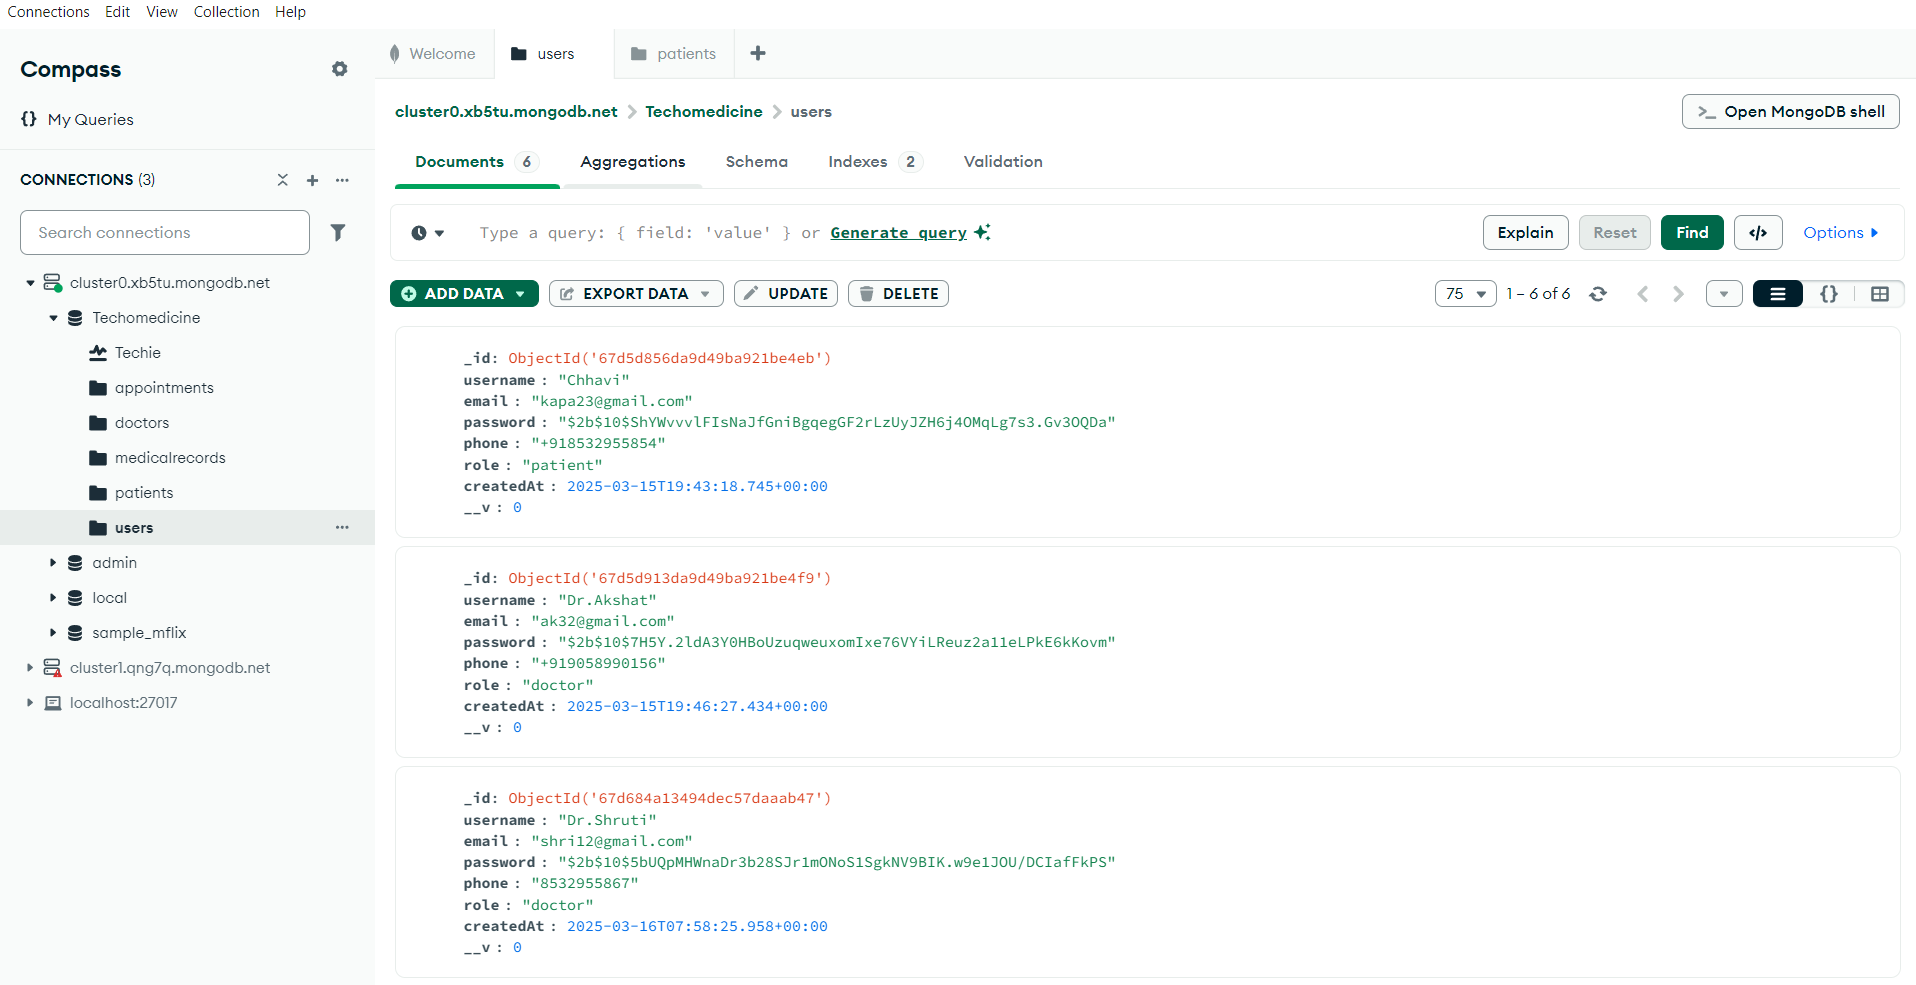 Connections Edit View Collection Help
Compass
{} My Queries
CONNECTIONS (3)
Search connections
cluster0.xb5tu.mongodb.net
Techomedicine
Techie
appointments
doctors
medicalrecords
patients
users
admin
local
sample_mflix
cluster1.qng7q.mongodb.net
localhost:27017
Welcome users patients
cluster0.xb5tu.mongodb.net > Techomedicine > users
>_ Open MongoDB shell
Documents 6 Aggregations Schema Indexes 2 Validation
Type a query: { field: 'value' } or Generate query
Explain Reset Find </> Options
ADD DATA EXPORT DATA UPDATE DELETE
75 1 – 6 of 6 {}
_id: ObjectId('67d5d856da9d49ba921be4eb')
username : "Chhavi"
email : "kapa23@gmail.com"
password : "$2b$10$ShYWvvvlFIsNaJfGniBgqegGF2rLzUyJZH6j4OMqLg7s3.Gv3OQDa"
phone : "+918532955854"
role : "patient"
createdAt : 2025-03-15T19:43:18.745+00:00
__v : 0
_id: ObjectId('67d5d913da9d49ba921be4f9')
username : "Dr.Akshat"
email : "ak32@gmail.com"
password : "$2b$10$7H5Y.2ldA3Y0HBoUzuqweuxomIxe76VYiLReuz2a11eLPkE6kKovm"
phone : "+919058990156"
role : "doctor"
createdAt : 2025-03-15T19:46:27.434+00:00
__v : 0
_id: ObjectId('67d684a13494dec57daaab47')
username : "Dr.Shruti"
email : "shri12@gmail.com"
password : "$2b$10$5bUQpMHWnaDr3b28SJr1mONoS1SgkNV9BIK.w9e1JOU/DCIafFkPS"
phone : "8532955867"
role : "doctor"
createdAt : 2025-03-16T07:58:25.958+00:00
__v : 0